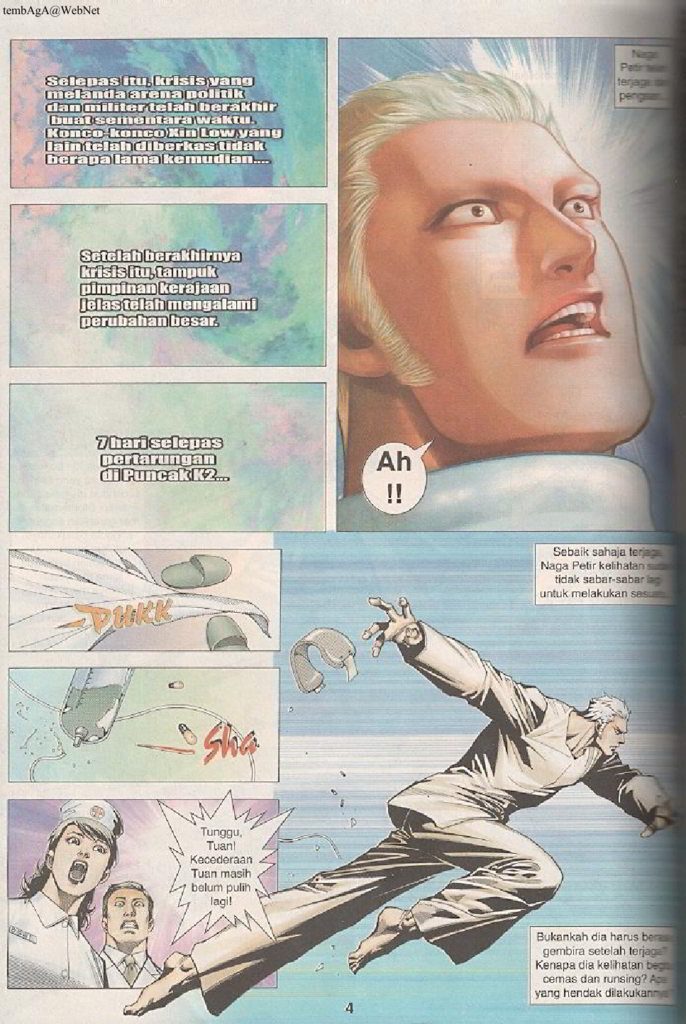 tembAgA@WebNet
Selepas itu, krisis yang
melanda arena politik
dan militer telah berakhir
buat sementara waktu.
Konco-konco Xin Low yang
lain telah diberkas tidak
berapa lama kemudian....
Naga
Petir
terjaga
Ah
!!
Setelah berakhirnya
krisis itu, tampuk
pimpinan kerajaan
jelas telah mengalami
perubahan besar.
7 hari selepas
pertarungan
di Puncak K2...
DUKK
Sebaik sahaja terjaga,
Naga Petir kelihatan
tidak sabar-sabar
untuk melakukan
Sha
Tunggu,
Tuan!
Kecederaan
Tuan masih
belum pulih
lagi!
Bukankah dia harus
gembira setelah terjaga?
Kenapa dia kelihatan
cemas dan runsing?
yang hendak dilakukannya
4